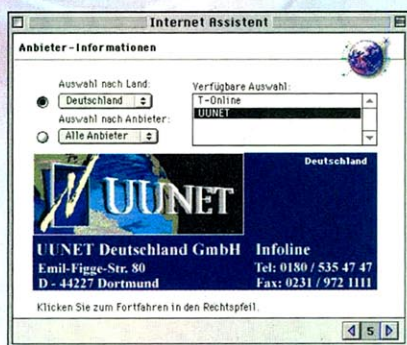 Internet Assistent
Anbieter-Informationen
Auswahl nach Land:
Deutschland
Auswahl nach Anbieter:
Alle Anbieter
Verfügbare Auswahl:
T-Online
UUNET
Deutschland
UUNET
UUNET Deutschland GmbH
Emil-Figge-Str. 80
D - 44227 Dortmund
Infoline
Tel: 0180 / 535 47 47
Fax: 0231 / 972 1111
Klicken Sie zum Fortfahren in den Rechtspfeil.
5